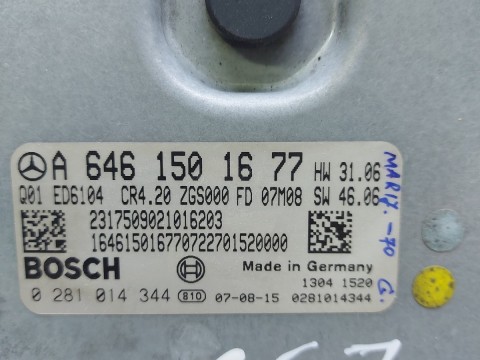 A 646 150 16 77 HW 31.06
Q01 ED6104 CR4.20 ZGS000 FD 07M08 SW 46.06
2317509021016203
164615016770722701520000
BOSCH
Made in Germany
1304 1520
0 281 014 344 810 07-08-15 0281014344